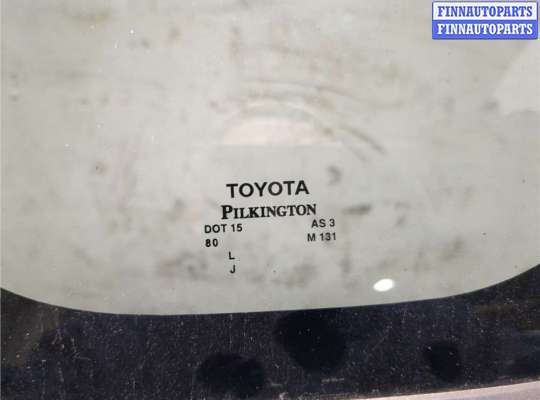 FINNAUTOPARTS
FINNAUTOPARTS
TOYOTA
PILKINGTON
DOT 15 AS 3
80 M 131
L
J